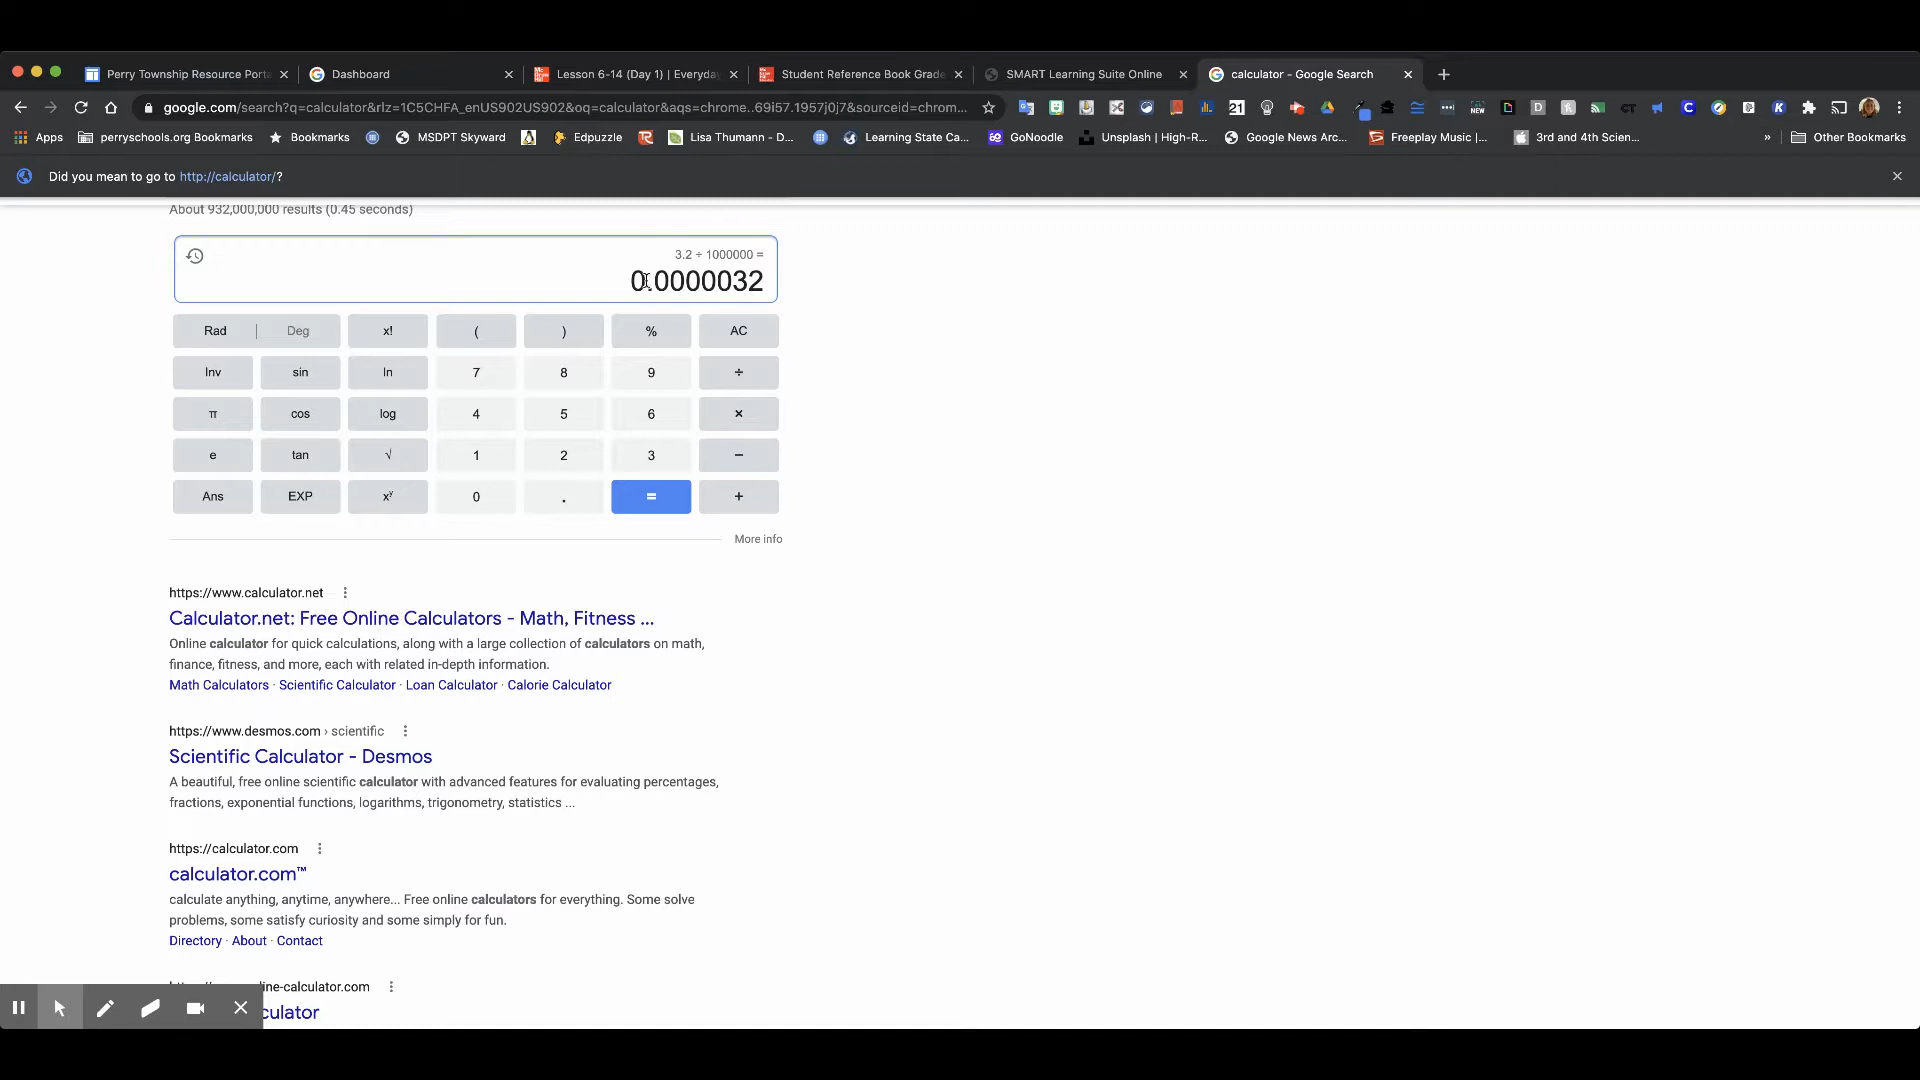 Perry Township Resource Porta
Dashboard
Lesson 6-14 (Day 1) | Everyday
Student Reference Book Grade
SMART Learning Suite Online
calculator - Google Search
google.com/search?q=calculator&rlz=1C5CHFA_enUS902US902&oq=calculator&aqs=chrome..69i57.1957j0j7&sourceid=chrom...
21
NEW
D
CT
C
K
Apps
perryschools.org Bookmarks
Bookmarks
MSDPT Skyward
Edpuzzle
Lisa Thumann - D...
Learning State Ca...
GoNoodle
Unsplash | High-R...
Google News Arc...
Freeplay Music |...
3rd and 4th Scien...
»
Other Bookmarks
Did you mean to go to http://calculator/?
About 932,000,000 results (0.45 seconds)
3.2 ÷ 1000000 =
0.0000032
Rad | Deg x! ( ) % AC
Inv sin ln 7 8 9 ÷
π cos log 4 5 6 ×
e tan √ 1 2 3 −
Ans EXP xʸ 0 . = +
More info
https://www.calculator.net
Calculator.net: Free Online Calculators - Math, Fitness ...
Online calculator for quick calculations, along with a large collection of calculators on math,
finance, fitness, and more, each with related in-depth information.
Math Calculators · Scientific Calculator · Loan Calculator · Calorie Calculator
https://www.desmos.com › scientific
Scientific Calculator - Desmos
A beautiful, free online scientific calculator with advanced features for evaluating percentages,
fractions, exponential functions, logarithms, trigonometry, statistics ...
https://calculator.com
calculator.com™
calculate anything, anytime, anywhere... Free online calculators for everything. Some solve
problems, some satisfy curiosity and some simply for fun.
Directory · About · Contact
ine-calculator.com
culator